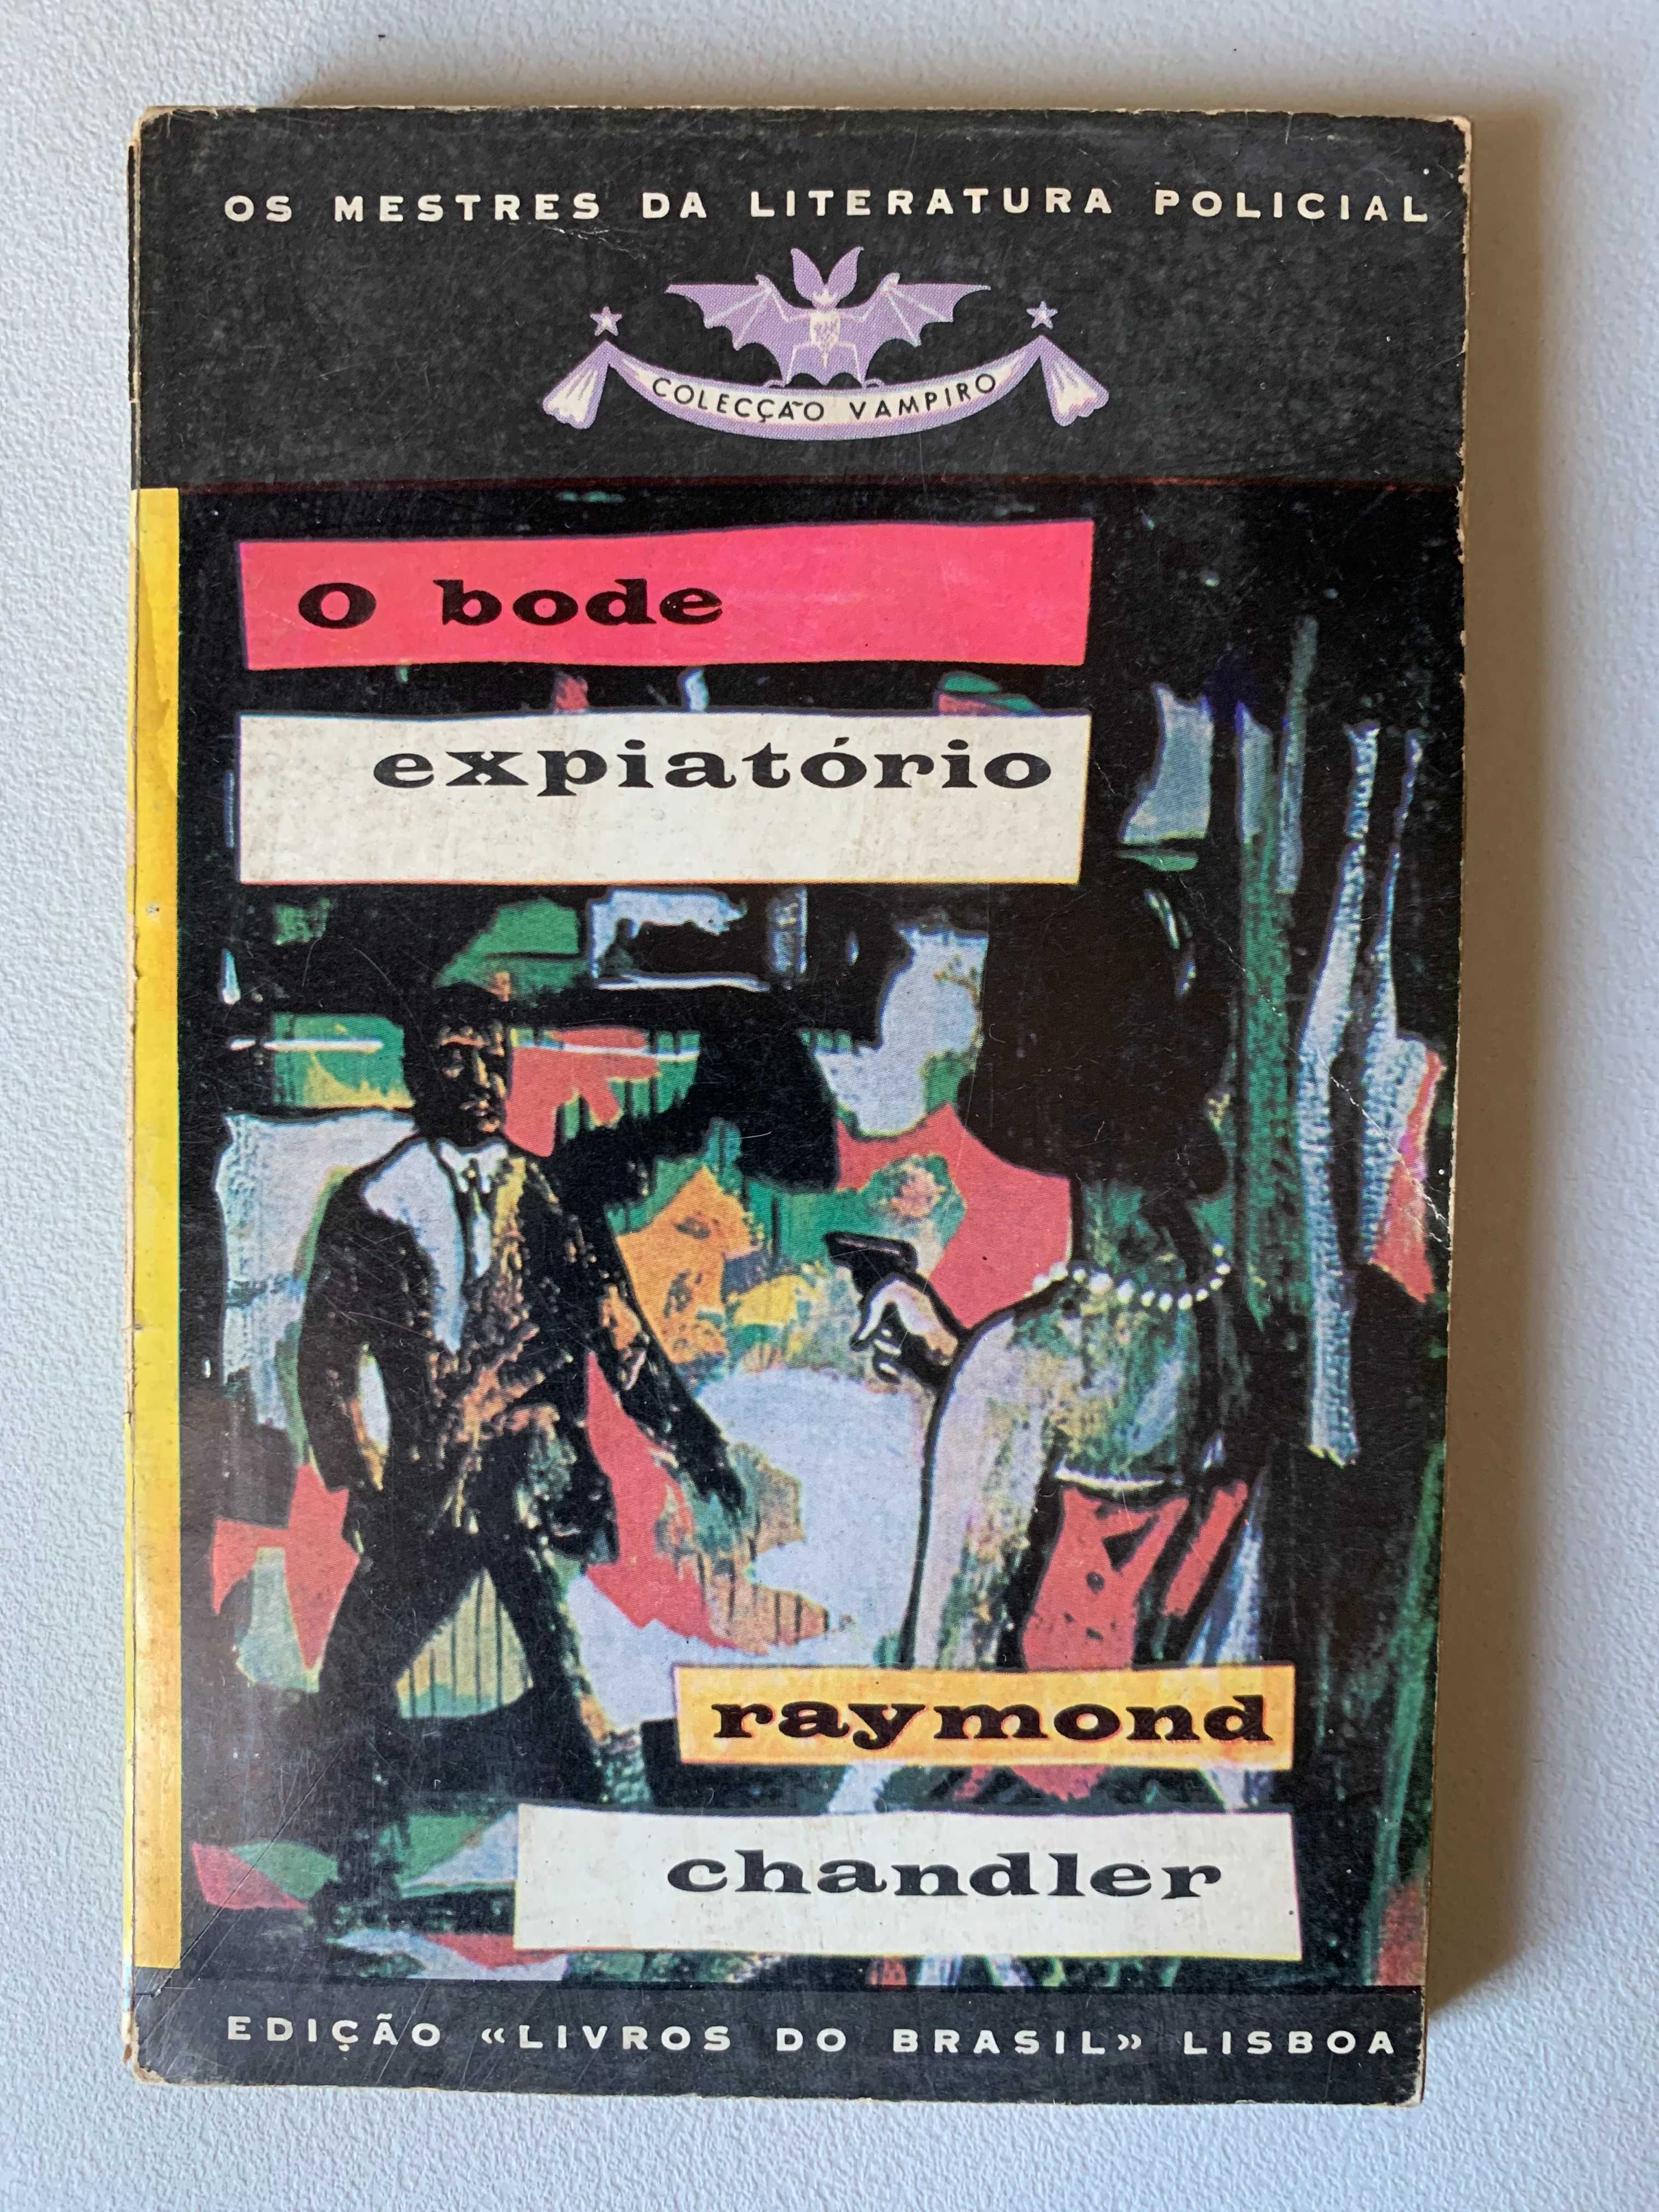 OS MESTRES DA LITERATURA POLICIAL
COLECÇÃO VAMPIRO
O bode
expiatório
raymond
chandler
EDIÇÃO «LIVROS DO BRASIL» LISBOA